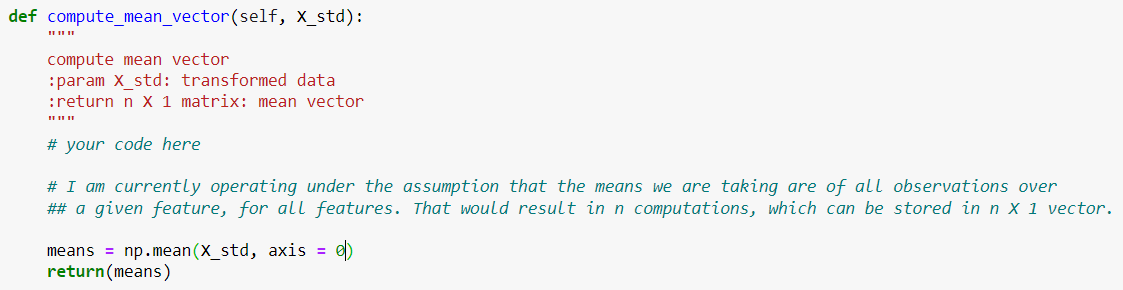 def compute_mean_vector(self, X_std):
"""
compute mean vector
:param X_std: transformed data
:return n X 1 matrix: mean vector
"""
# your code here
# I am currently operating under the assumption that the means we are taking are of all observations over
## a given feature, for all features. That would result in n computations, which can be stored in n X 1 vector.
means = np.mean(X_std, axis = 0)
return(means)